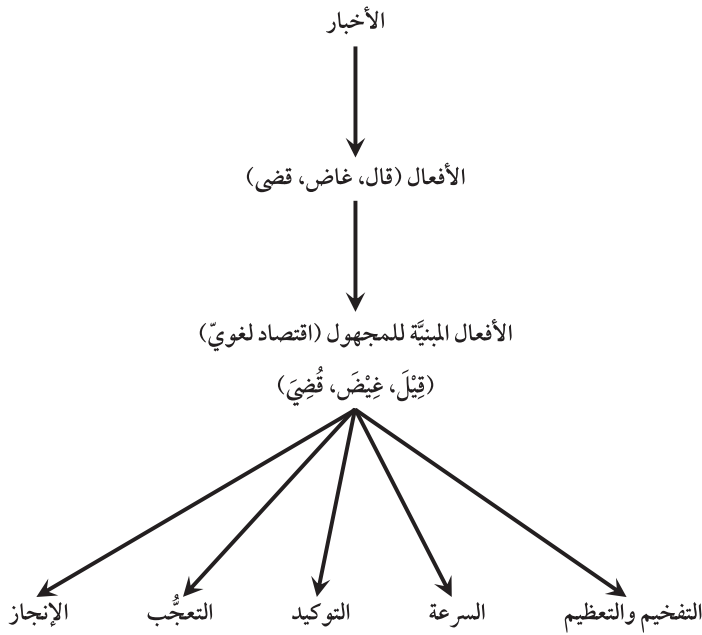 الأخبار
الأفعال (قال، غاض، قضى)
الأفعال المبنيَّة للمجهول (اقتصاد لغويّ)
(قِيْلَ، غِيْضَ، قُضِيَ)
التفخيم والتعظيم السرعة التوكيد التعجُّب الإنجاز